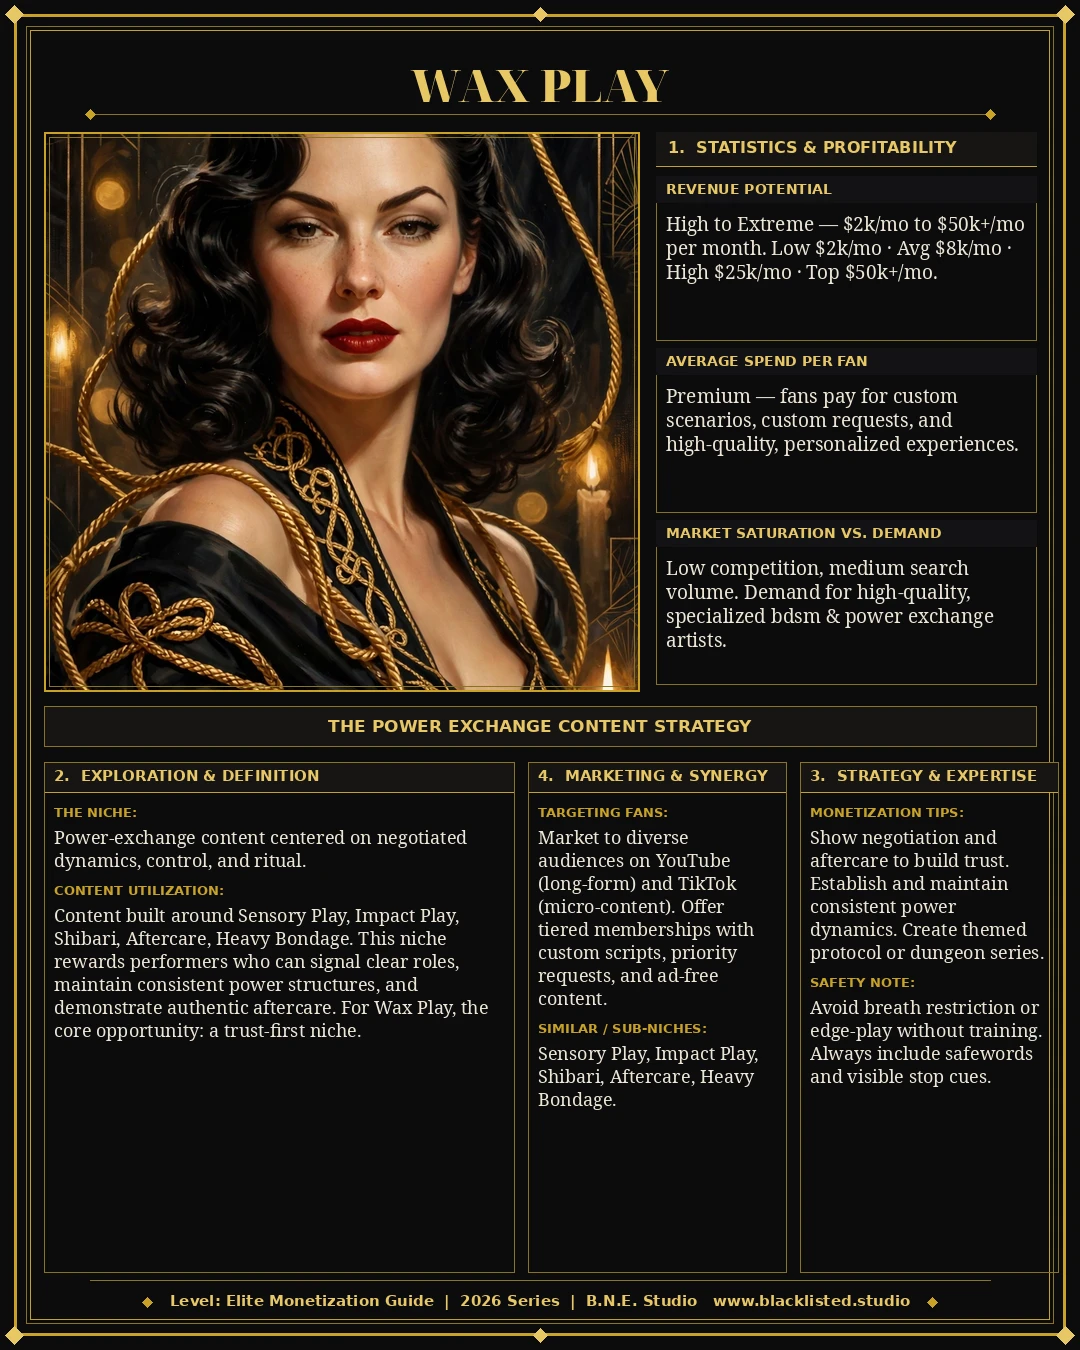 WAX PLAY
1. STATISTICS & PROFITABILITY
REVENUE POTENTIAL
High to Extreme — $2k/mo to $50k+/mo
per month. Low $2k/mo · Avg $8k/mo ·
High $25k/mo · Top $50k+/mo.
AVERAGE SPEND PER FAN
Premium — fans pay for custom
scenarios, custom requests, and
high-quality, personalized experiences.
MARKET SATURATION VS. DEMAND
Low competition, medium search
volume. Demand for high-quality,
specialized bdsm & power exchange
artists.
THE POWER EXCHANGE CONTENT STRATEGY
2. EXPLORATION & DEFINITION
THE NICHE:
Power-exchange content centered on negotiated
dynamics, control, and ritual.
CONTENT UTILIZATION:
Content built around Sensory Play, Impact Play,
Shibari, Aftercare, Heavy Bondage. This niche
rewards performers who can signal clear roles,
maintain consistent power structures, and
demonstrate authentic aftercare. For Wax Play, the
core opportunity: a trust-first niche.
4. MARKETING & SYNERGY
TARGETING FANS:
Market to diverse
audiences on YouTube
(long-form) and TikTok
(micro-content). Offer
tiered memberships with
custom scripts, priority
requests, and ad-free
content.
SIMILAR / SUB-NICHES:
Sensory Play, Impact Play,
Shibari, Aftercare, Heavy
Bondage.
3. STRATEGY & EXPERTISE
MONETIZATION TIPS:
Show negotiation and
aftercare to build trust.
Establish and maintain
consistent power
dynamics. Create themed
protocol or dungeon series.
SAFETY NOTE:
Avoid breath restriction or
edge-play without training.
Always include safewords
and visible stop cues.
Level: Elite Monetization Guide | 2026 Series | B.N.E. Studio www.blacklisted.studio